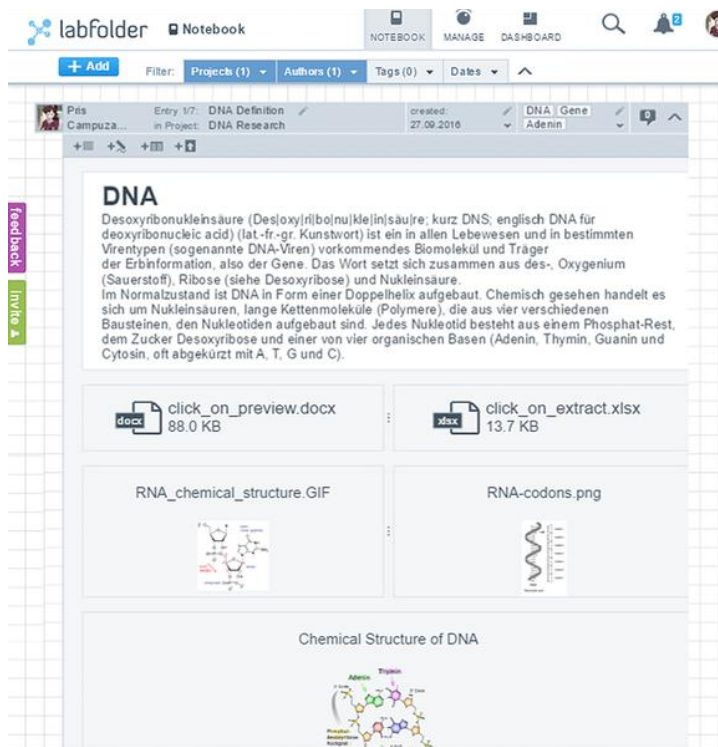 labfolder
Notebook
NOTEBOOK
MANAGE
DASHBOARD
2
+ Add
Filter:
Projects (1)
Authors (1)
Tags (0)
Dates
Pris Campuza...
Entry 1/7: DNA Definition
in Project: DNA Research
created:
27.09.2016
DNA Gene
Adenin
0
feedback
invite
DNA
Desoxyribonukleinsäure (Des|oxy|ri|bo|nu|kle|in|säu|re; kurz DNS; englisch DNA für
deoxyribonucleic acid) (lat.-fr.-gr. Kunstwort) ist ein in allen Lebewesen und in bestimmten
Virentypen (sogenannte DNA-Viren) vorkommendes Biomolekül und Träger
der Erbinformation, also der Gene. Das Wort setzt sich zusammen aus des-, Oxygenium
(Sauerstoff), Ribose (siehe Desoxyribose) und Nukleinsäure.
Im Normalzustand ist DNA in Form einer Doppelhelix aufgebaut. Chemisch gesehen handelt es
sich um Nukleinsäuren, lange Kettenmoleküle (Polymere), die aus vier verschiedenen
Bausteinen, den Nukleotiden aufgebaut sind. Jedes Nukleotid besteht aus einem Phosphat-Rest,
dem Zucker Desoxyribose und einer von vier organischen Basen (Adenin, Thymin, Guanin und
Cytosin, oft abgekürzt mit A, T, G und C).
docx
click_on_preview.docx
88.0 KB
xlsx
click_on_extract.xlsx
13.7 KB
RNA_chemical_structure.GIF
RNA-codons.png
Chemical Structure of DNA
Adenin
Thymin